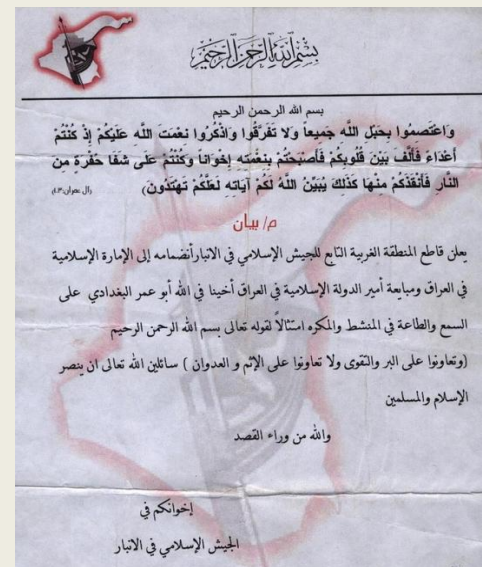 بسم الله الرحمن الرحيم
بسم الله الرحمن الرحيم
وَاعْتَصِمُوا بِحَبْلِ اللَّهِ جَمِيعاً وَلَا تَفَرَّقُوا وَاذْكُرُوا نِعْمَتَ اللَّهِ عَلَيْكُمْ إِذْ كُنْتُمْ
أَعْدَاءً فَأَلَّفَ بَيْنَ قُلُوبِكُمْ فَأَصْبَحْتُمْ بِنِعْمَتِهِ إِخْوَاناً وَكُنْتُمْ عَلَى شَفَا حُفْرَةٍ مِنَ
النَّارِ فَأَنْقَذَكُمْ مِنْهَا كَذَلِكَ يُبَيِّنُ اللَّهُ لَكُمْ آيَاتِهِ لَعَلَّكُمْ تَهْتَدُونَ) (آل عمران:١٠٣)
م/ بيان
يعلن قاطع المنطقة الغربية التابع للجيش الإسلامي في الانبار أنضمامه إلى الإمارة الإسلامية
في العراق ومبايعة أمير الدولة الإسلامية في العراق أخينا في الله أبو عمر البغدادي على
السمع والطاعة في المنشط والمكره امتثالاً لقوله تعالى بسم الله الرحمن الرحيم
(وتعاونوا على البر والتقوى ولا تعاونوا على الإثم و العدوان ) سائلين الله تعالى ان ينصر
الإسلام والمسلمين
والله من وراء القصد
إخوانكم في
الجيش الإسلامي في الانبار